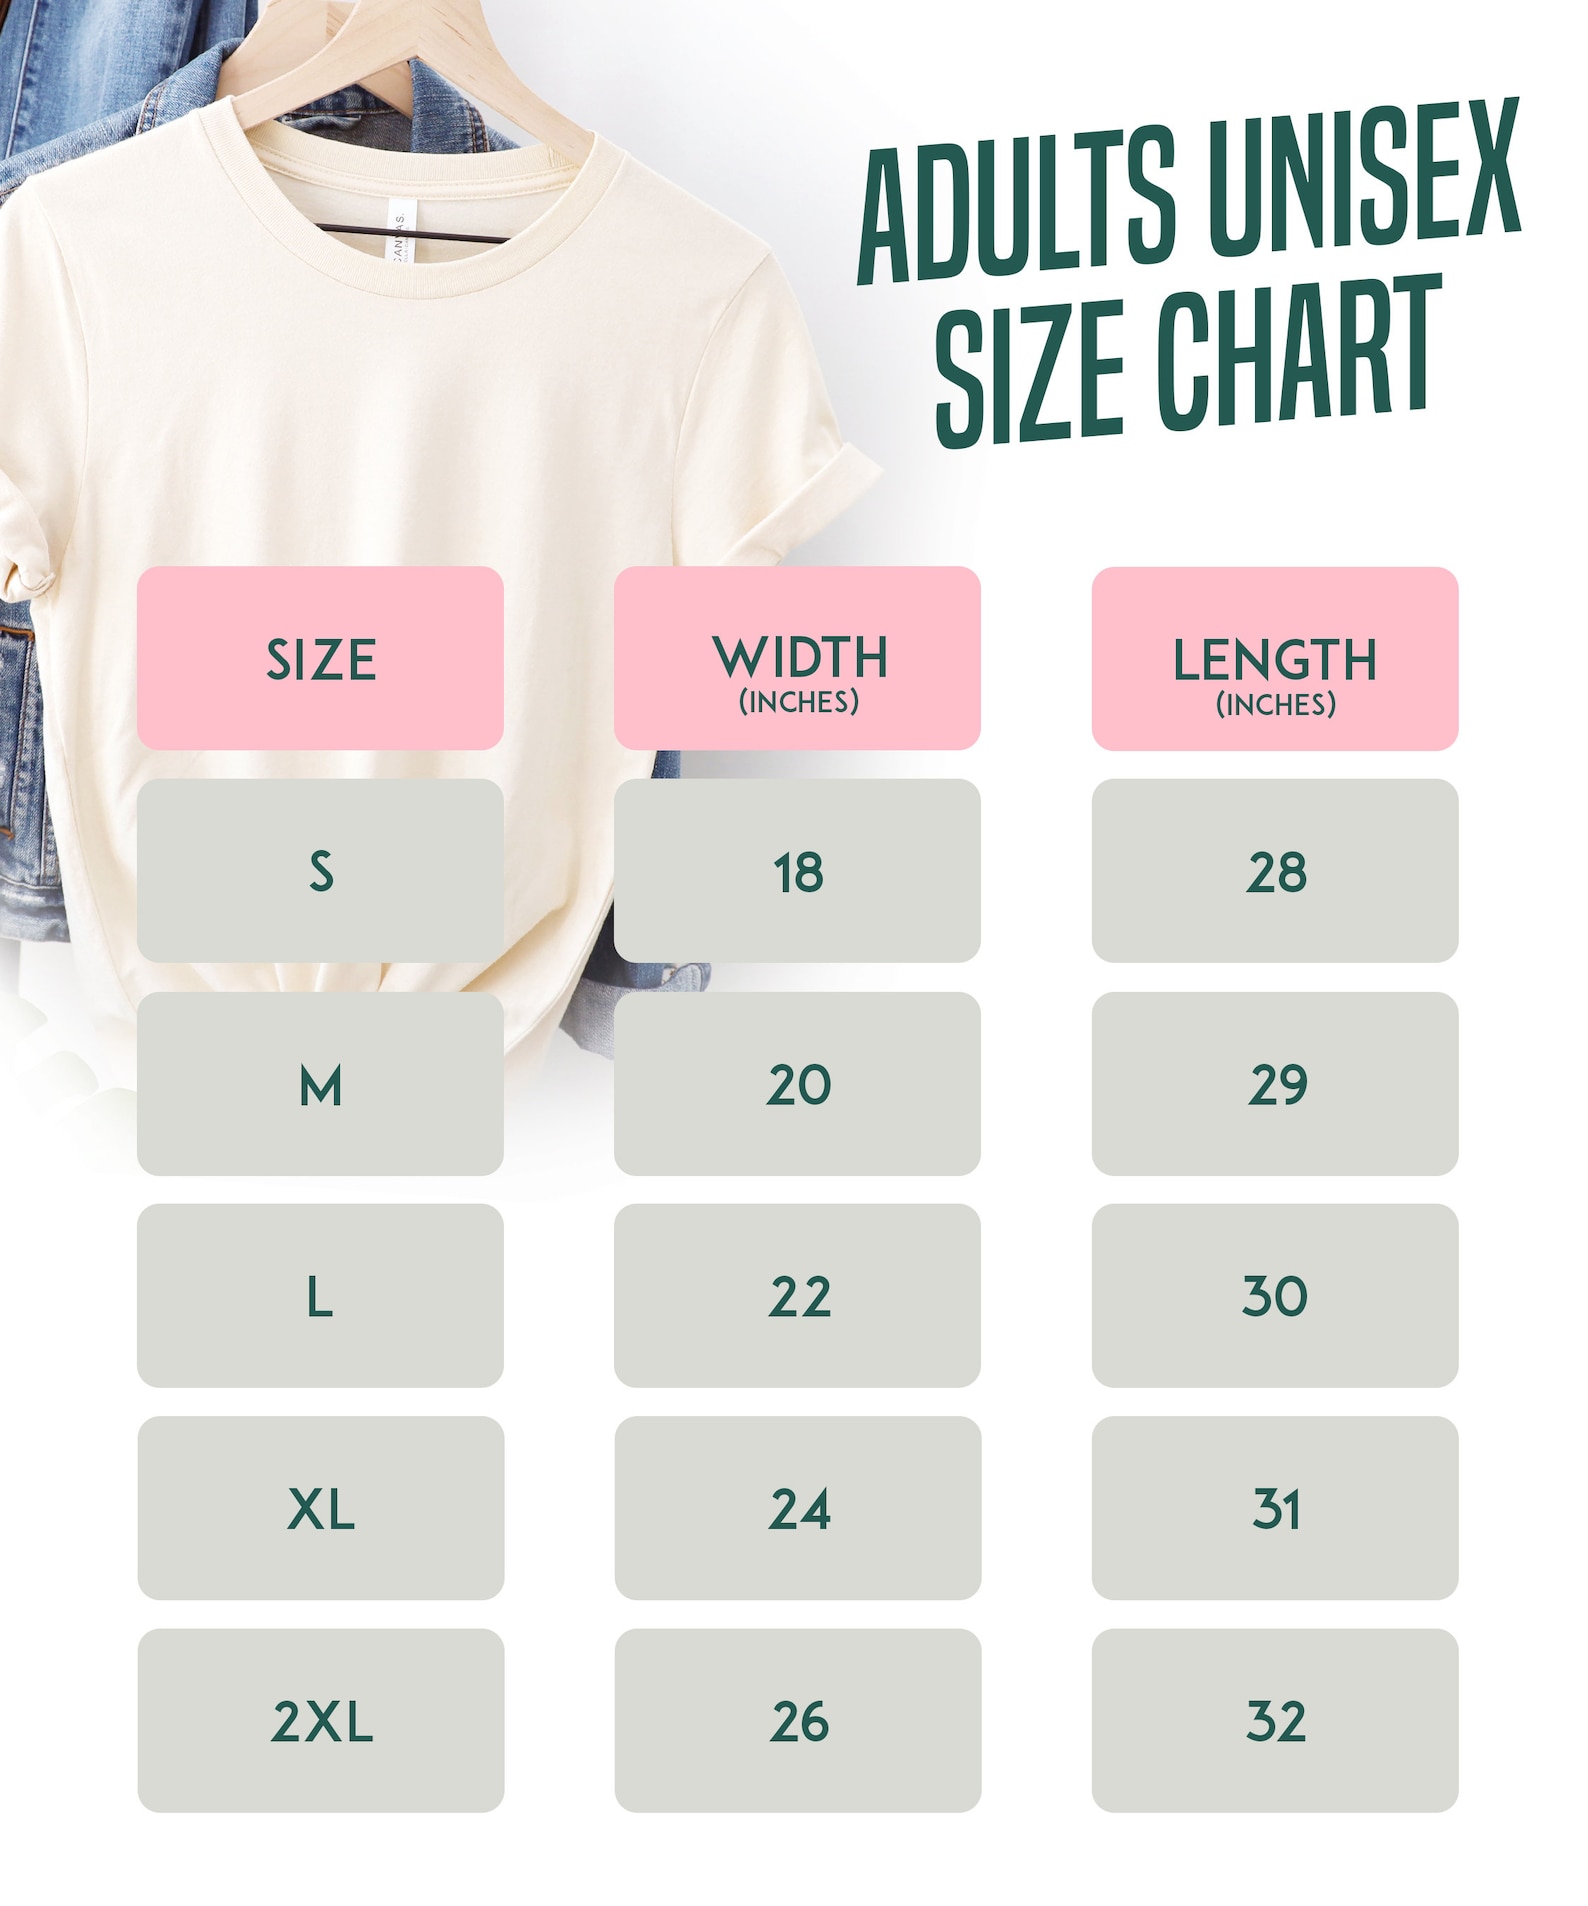 ADULTS UNISEX
SIZE CHART
CANVAS.
SIZE
WIDTH
(INCHES)
LENGTH
(INCHES)
S
18
28
M
20
29
L
22
30
XL
24
31
2XL
26
32